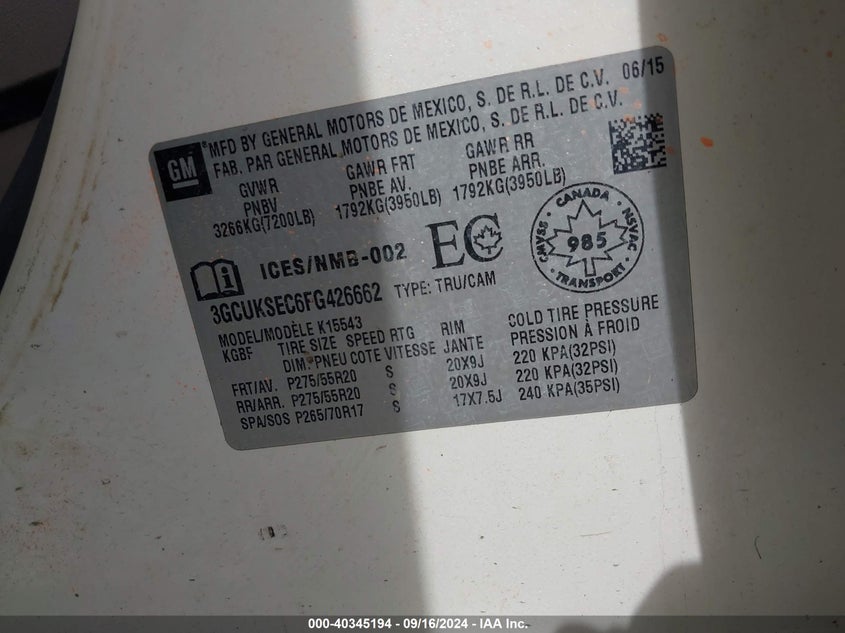 GM
®MFD BY GENERAL MOTORS DE MEXICO, S. DE R.L. DE C.V. 06/15
FAB. PAR GENERAL MOTORS DE MEXICO, S. DE R.L. DE C.V.
GVWR GAWR FRT GAWR RR
PNBV PNBE AV. PNBE ARR.
3266KG(7200LB) 1792KG(3950LB) 1792KG(3950LB)
i ICES/NMB-002 EC
CANADA NSVAC TRANSPORT SSVAC 985
3GCUKSEC6FG426662 TYPE: TRU/CAM
MODEL/MODÈLE K15543
KGBF TIRE SIZE SPEED RTG RIM COLD TIRE PRESSURE
DIM. PNEU COTE VITESSE JANTE PRESSION À FROID
FRT/AV. P275/55R20 S 20X9J 220 KPA(32PSI)
RR/ARR. P275/55R20 S 20X9J 220 KPA(32PSI)
SPA/SOS P265/70R17 S 17X7.5J 240 KPA(35PSI)
000-40345194 - 09/16/2024 - IAA Inc.